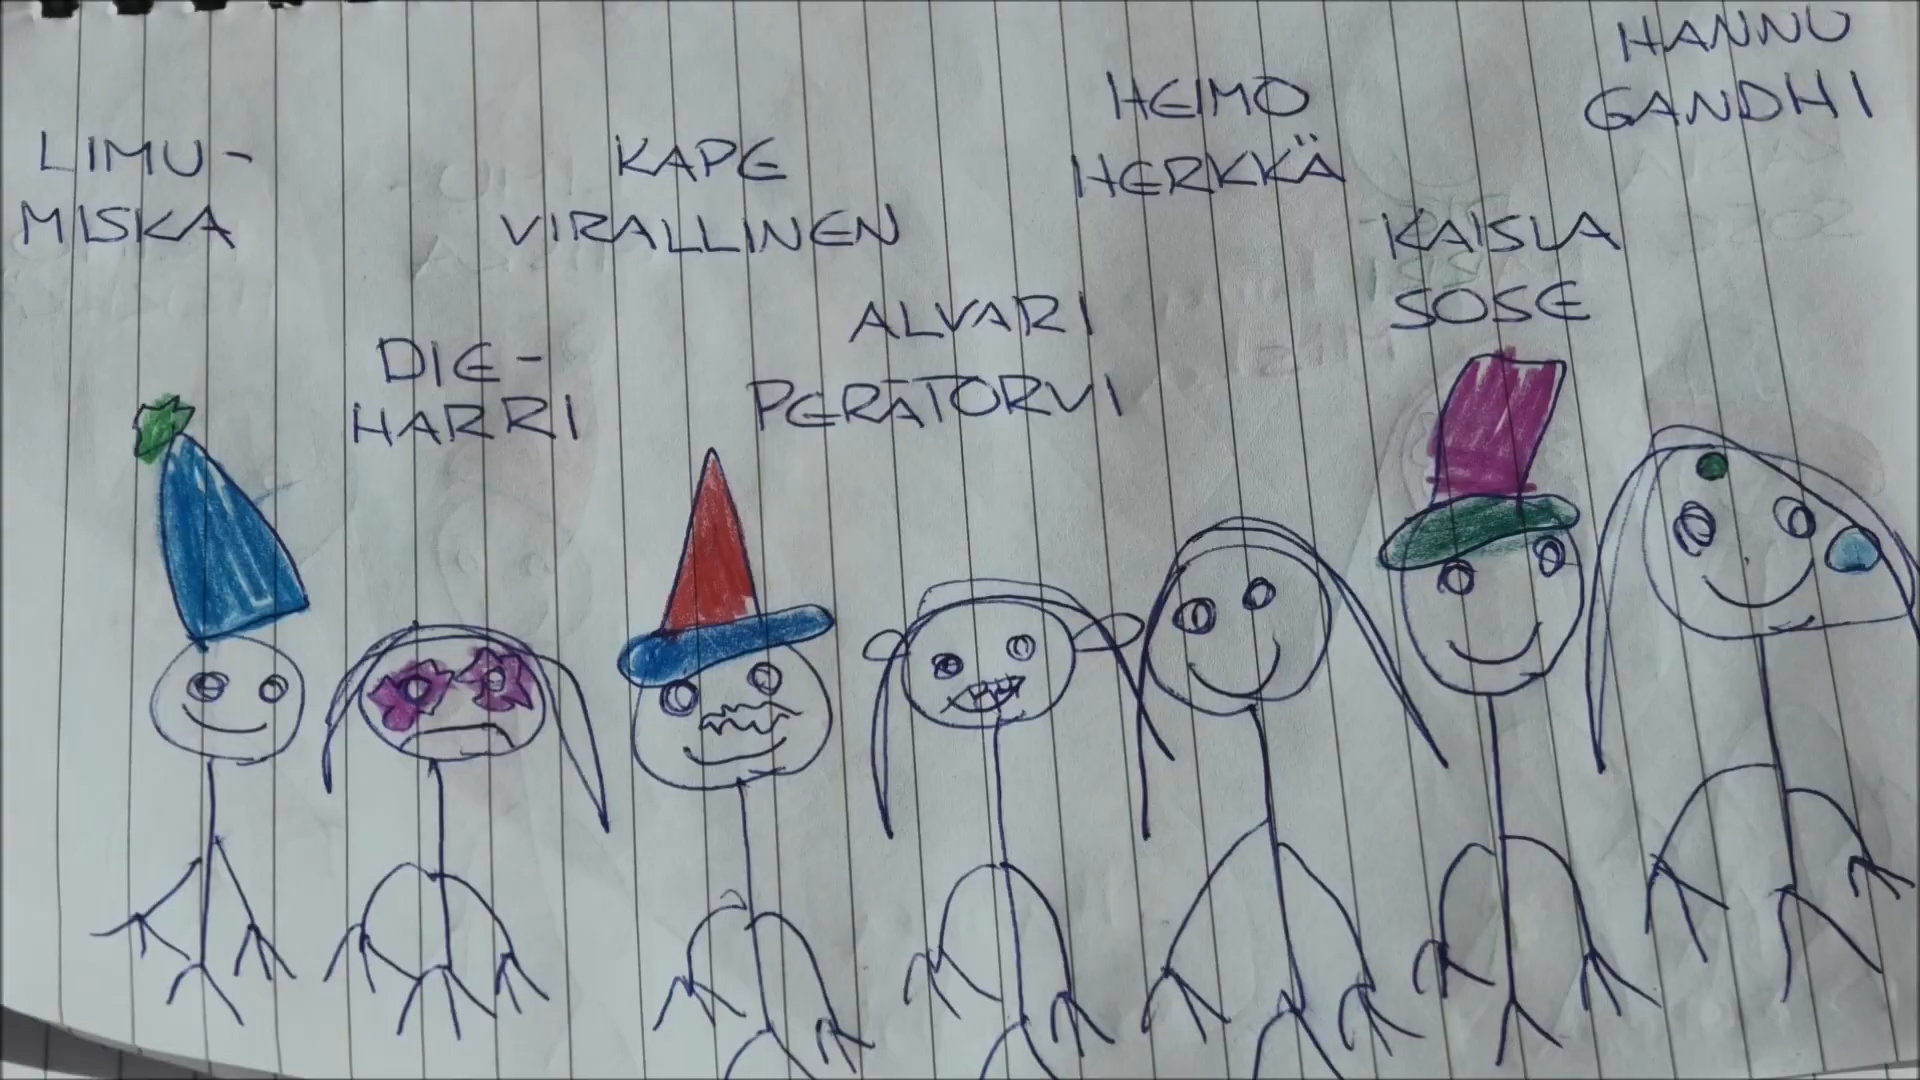 LIMU-
MISKA
DIE-
HARRI
KAPE
VIRALLINEN
ALVARI
PERÄTORVI
HEIMO
HERKKÄ
KAISLA
SOSE
HANNU
GANDHI